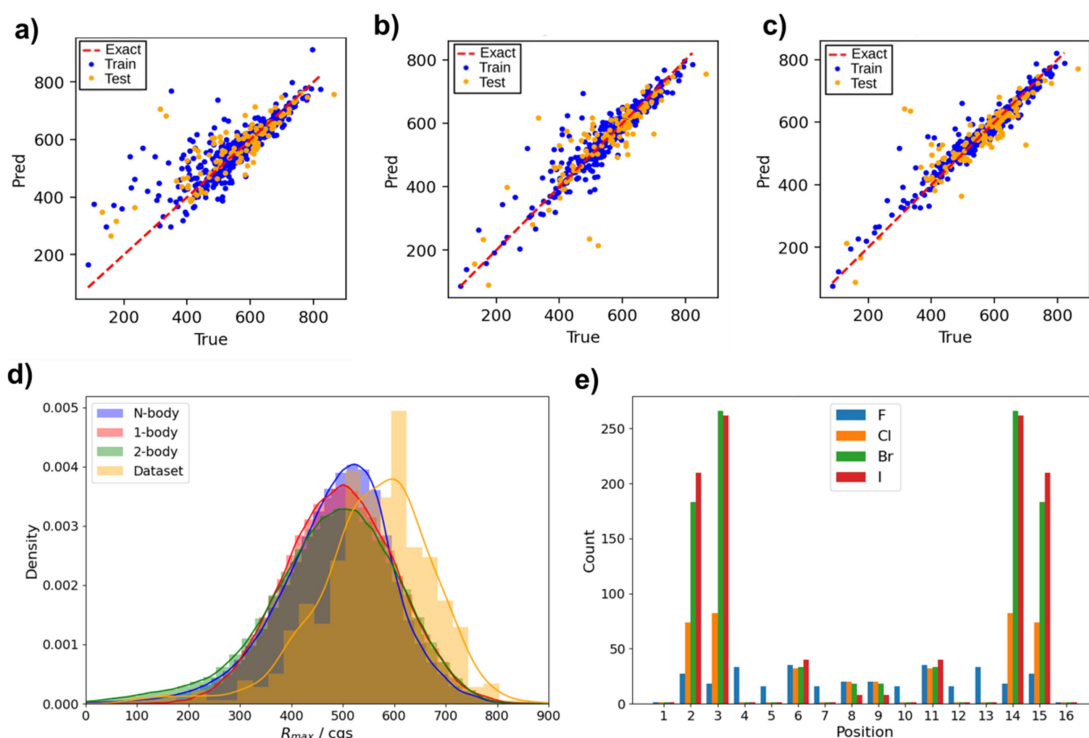 a)
Exact
Train
Test
800
600
400
200
Pred
200 400 600 800
True
b)
Exact
Train
Test
800
600
400
200
Pred
200 400 600 800
True
c)
Exact
Train
Test
800
600
400
200
Pred
200 400 600 800
True
d)
N-body
1-body
2-body
Dataset
0.005
0.004
0.003
0.002
0.001
0.000
Density
0 100 200 300 400 500 600 700 800 900
Rmax / cgs
e)
F
Cl
Br
I
250
200
150
100
50
0
Count
1 2 3 4 5 6 7 8 9 10 11 12 13 14 15 16
Position